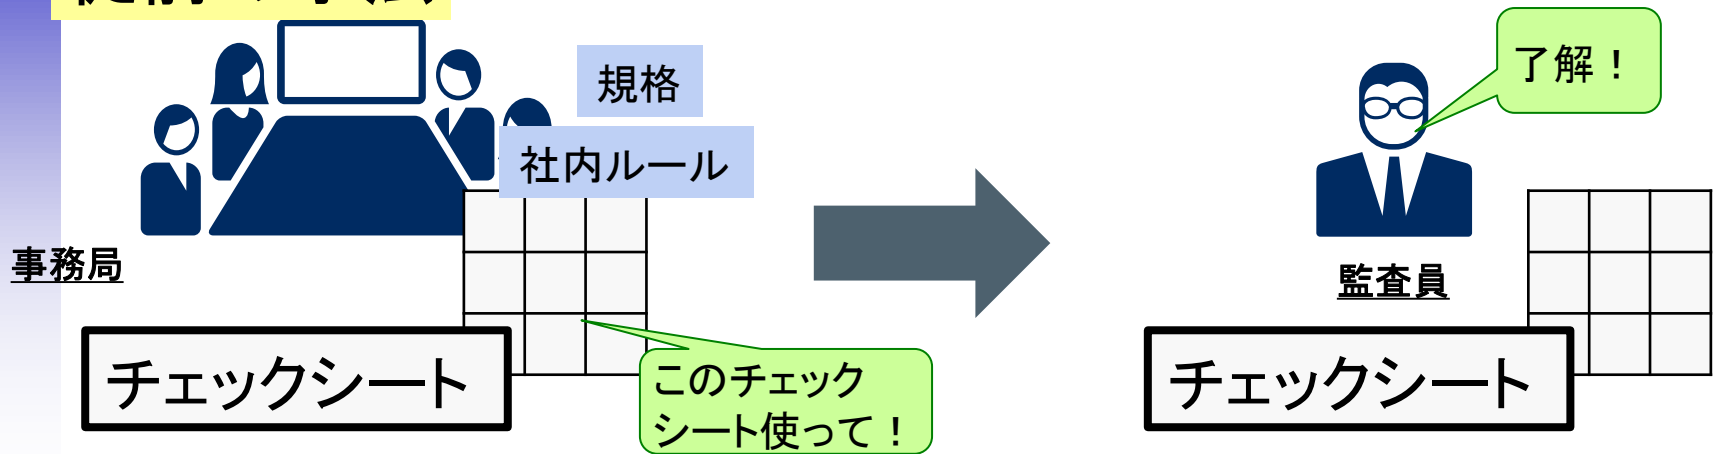 規格
社内ルール
事務局
チェックシート
このチェック
シート使って！
了解！
監査員
チェックシート